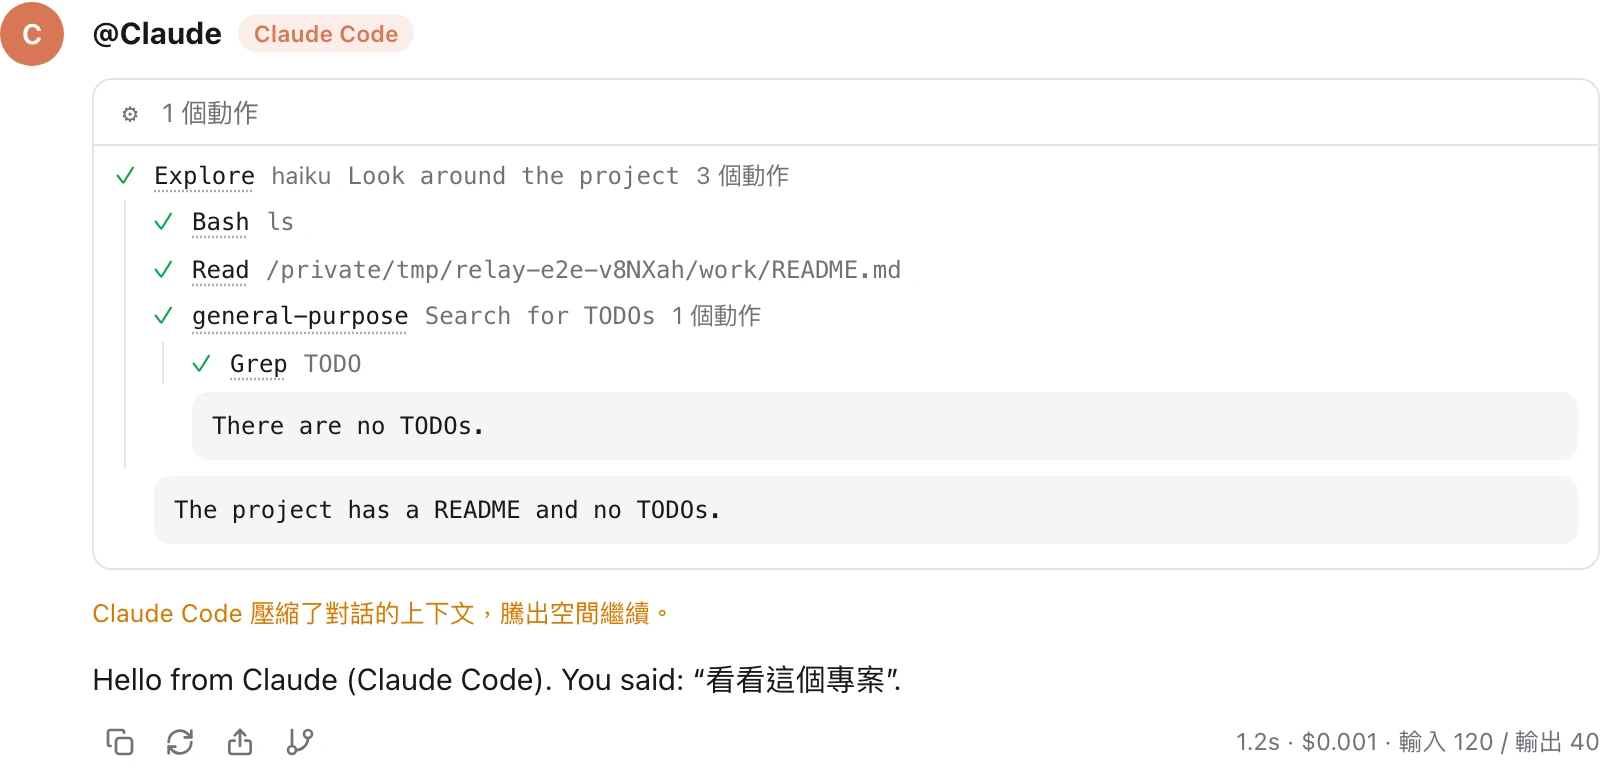 C
@Claude Claude Code
1 個動作
Explore haiku Look around the project 3 個動作
Bash ls
Read /private/tmp/relay-e2e-v8NXah/work/README.md
general-purpose Search for TODOs 1 個動作
Grep TODO
There are no TODOs.
The project has a README and no TODOs.
Claude Code 壓縮了對話的上下文，騰出空間繼續。
Hello from Claude (Claude Code). You said: “看看這個專案”.
1.2s · $0.001 · 輸入 120 / 輸出 40